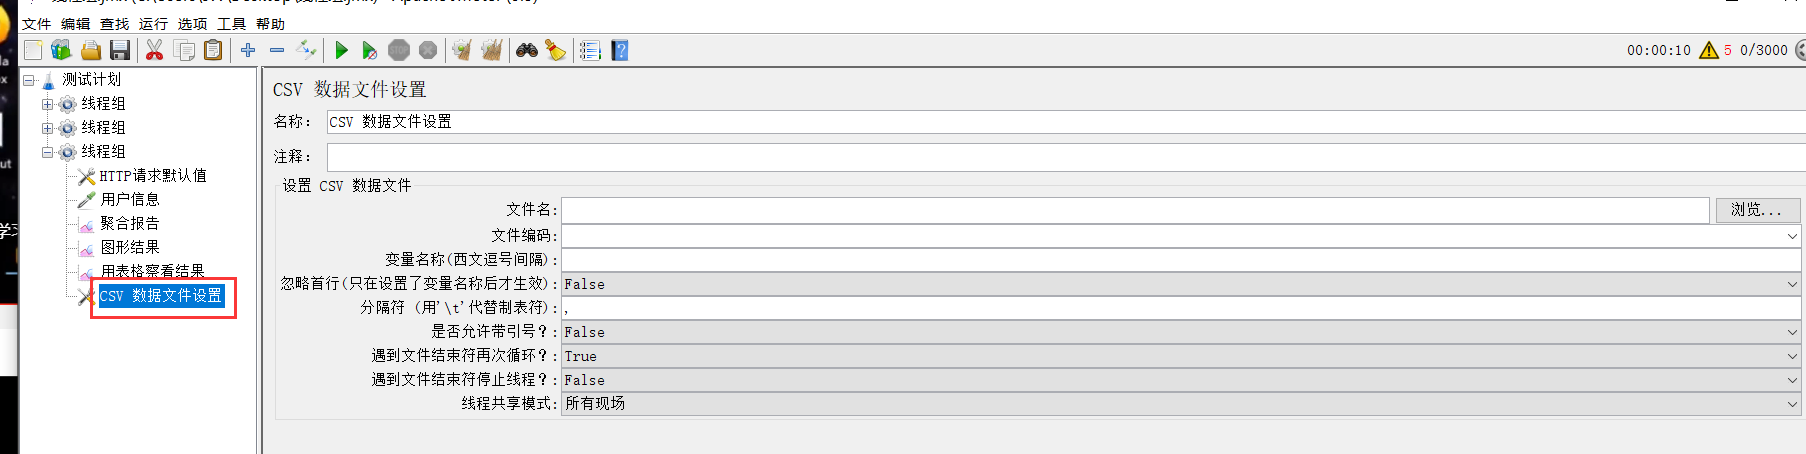 文件 编辑 查找 运行 选项 工具 帮助
STOP
00:00:10 5 0/3000
测试计划
线程组
线程组
线程组
HTTP请求默认值
用户信息
聚合报告
图形结果
用表格察看结果
CSV 数据文件设置
CSV 数据文件设置
名称: CSV 数据文件设置
注释:
设置 CSV 数据文件
文件名: 浏览...
文件编码:
变量名称(西文逗号间隔):
忽略首行(只在设置了变量名称后才生效): False
分隔符 (用'\t'代替制表符): ,
是否允许带引号?: False
遇到文件结束符再次循环?: True
遇到文件结束符停止线程?: False
线程共享模式: 所有现场